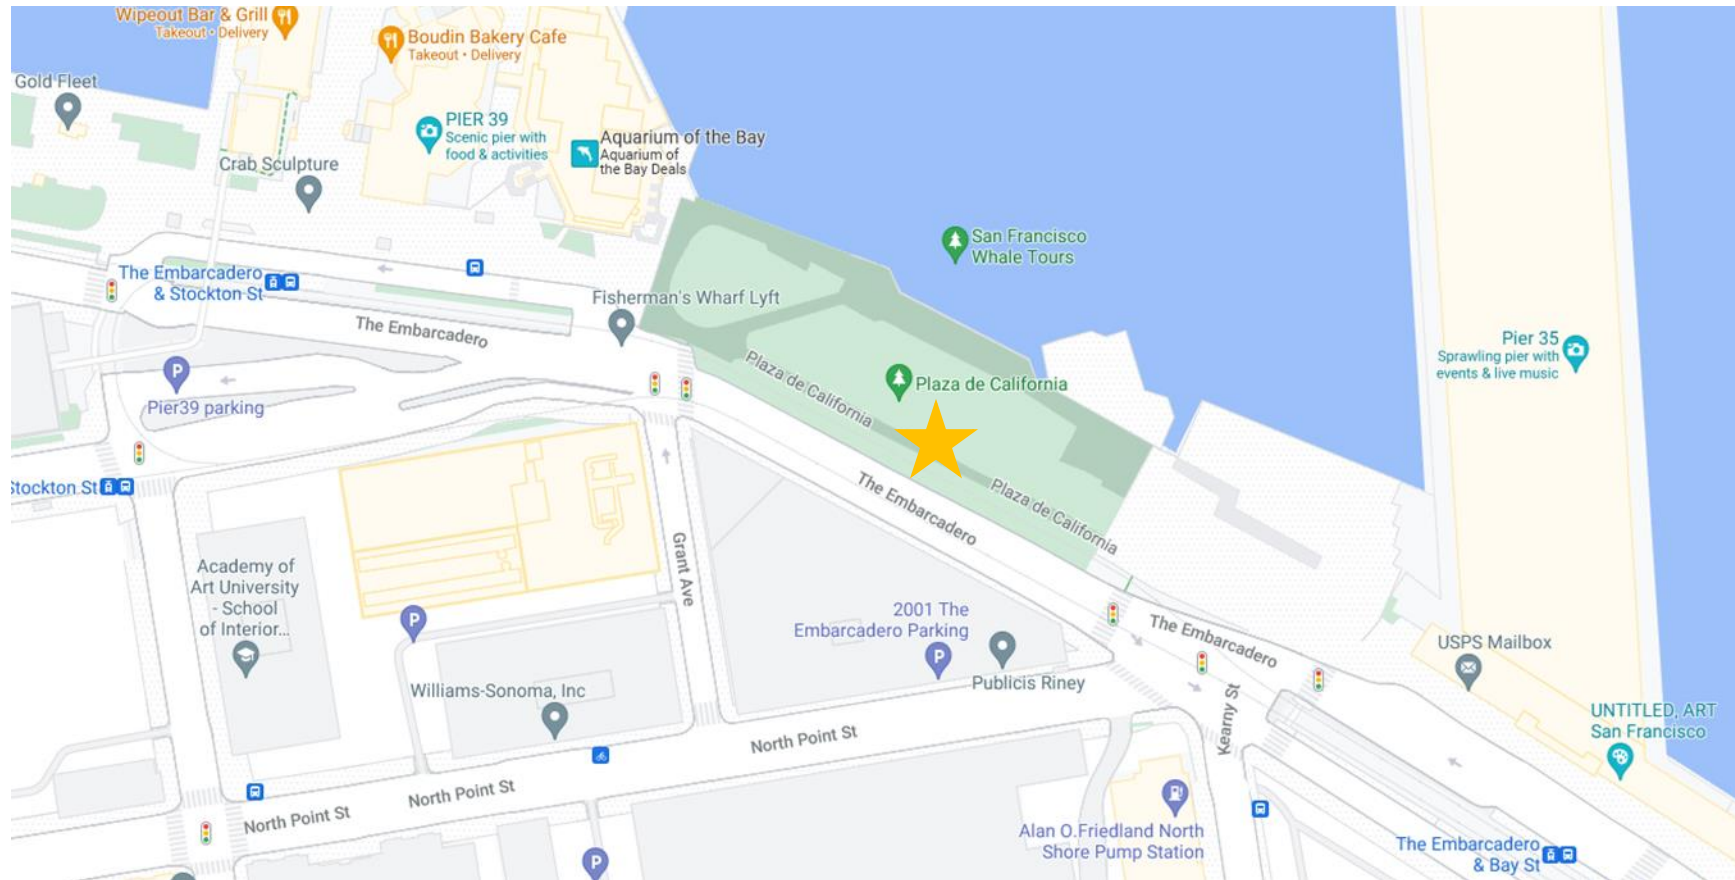 Wipeout Bar & Grill
Takeout • Delivery
Boudin Bakery Cafe
Takeout • Delivery
Gold Fleet
PIER 39
Scenic pier with
food & activities
Aquarium of the Bay
Aquarium of
the Bay Deals
Crab Sculpture
San Francisco
Whale Tours
The Embarcadero
& Stockton St
Fisherman's Wharf Lyft
The Embarcadero
Pier 35
Sprawling pier with
events & live music
Plaza de California
Plaza de California
P
Pier39 parking
Stockton St
The Embarcadero
Plaza de California
Grant Ave
Academy of
Art University
- School
of Interior...
P
2001 The
Embarcadero Parking
P
Publicis Riney
The Embarcadero
USPS Mailbox
Williams-Sonoma, Inc
Kearny St
UNTITLED, ART
San Francisco
North Point St
North Point St
North Point St
Alan O.Friedland North
Shore Pump Station
The Embarcadero
& Bay St
P